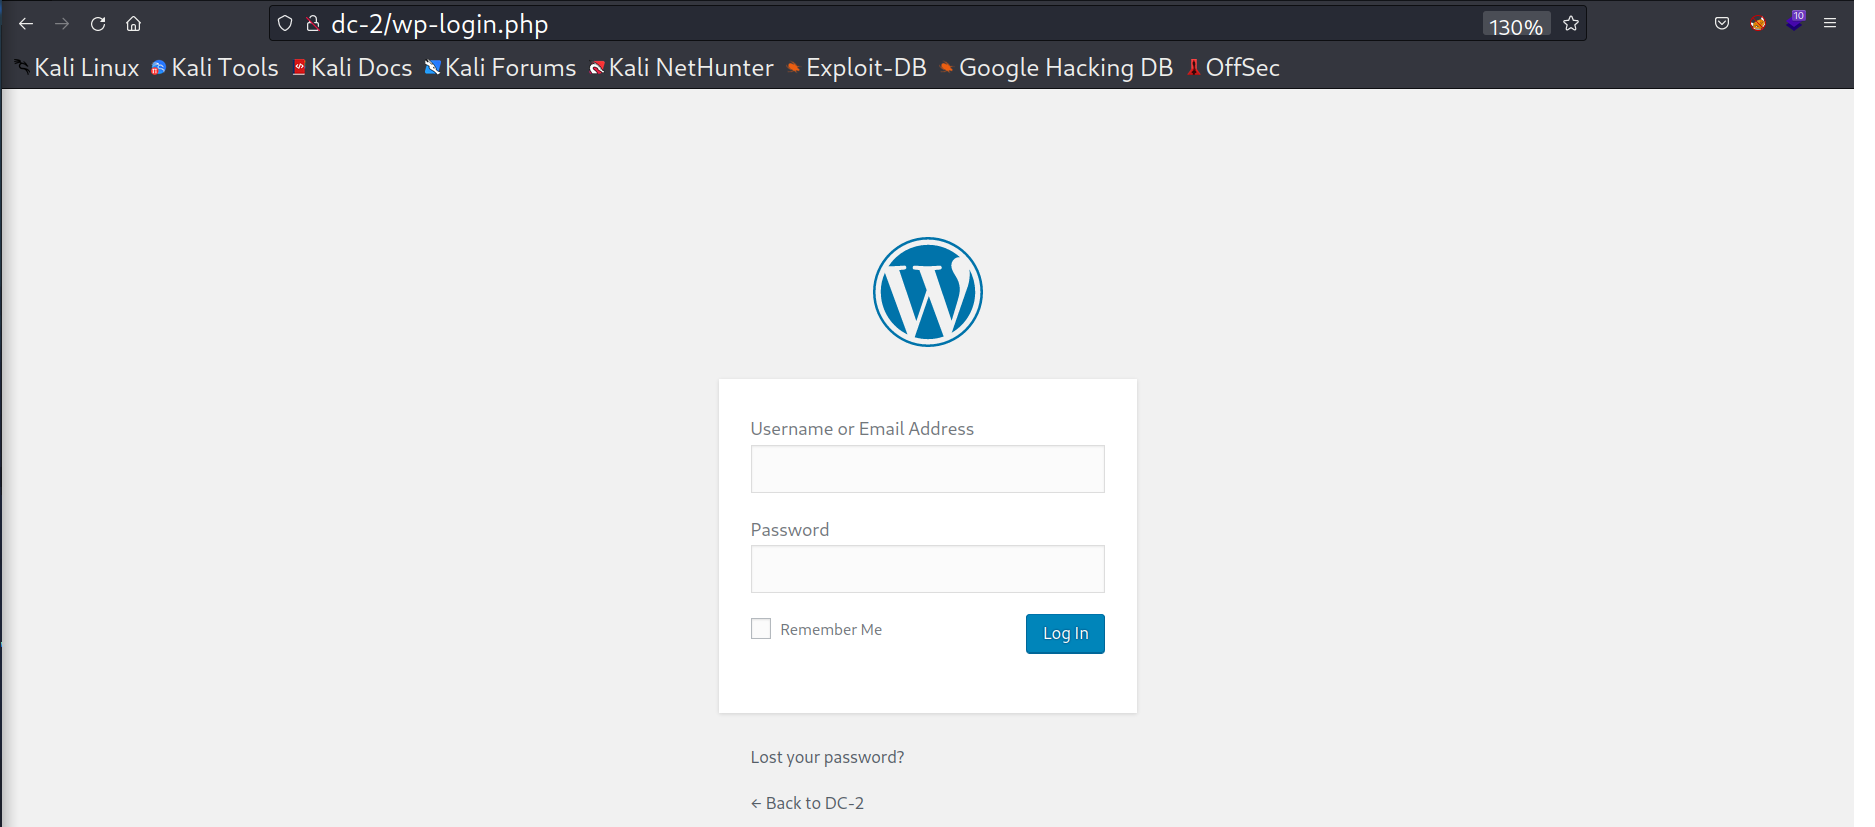 dc-2/wp-login.php
130%
10
Kali Linux Kali Tools Kali Docs Kali Forums Kali NetHunter Exploit-DB Google Hacking DB OffSec
Username or Email Address
Password
Remember Me
Log In
Lost your password?
← Back to DC-2